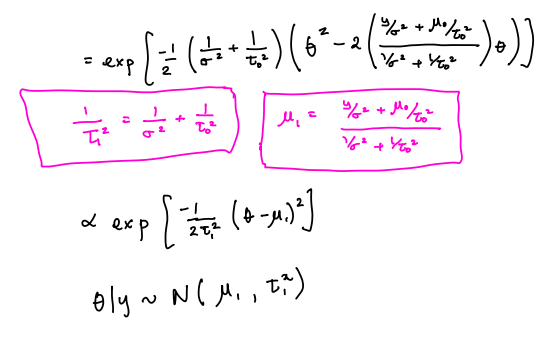 = exp [ -1/2 ( 1/σ² + 1/τ₀² ) ( θ² - 2 ( (y/σ² + μ₀/τ₀²) / (1/σ² + 1/τ₀²) ) θ ) ]
1/τ₁² = 1/σ² + 1/τ₀² μ₁ = (y/σ² + μ₀/τ₀²) / (1/σ² + 1/τ₀²)
∝ exp [ -1/2τ₁² (θ - μ₁)² ]
θ|y ~ N( μ₁ , τ₁² )